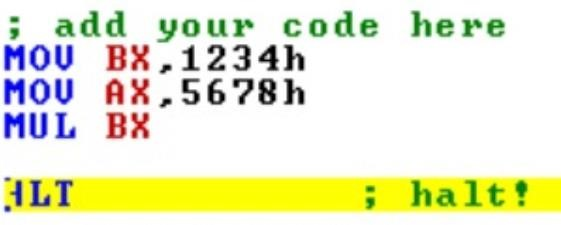 ; add your code here
MOV BX,1234h
MOV AX,5678h
MUL BX
HLT ; halt!